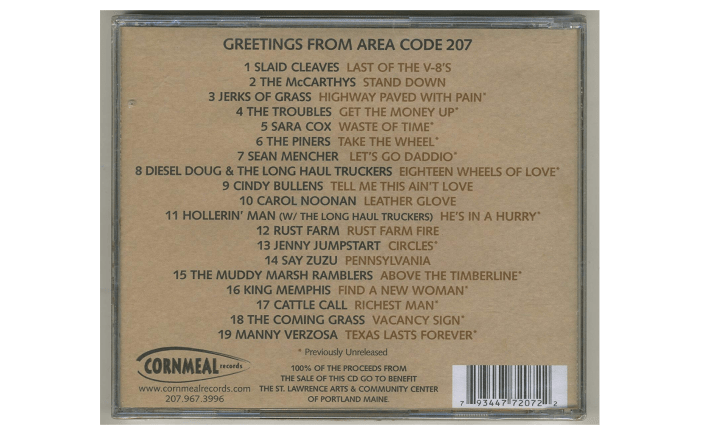 GREETINGS FROM AREA CODE 207
1 SLAID CLEAVES LAST OF THE V-8'S
2 THE McCARTHYS STAND DOWN
3 JERKS OF GRASS HIGHWAY PAVED WITH PAIN*
4 THE TROUBLES GET THE MONEY UP*
5 SARA COX WASTE OF TIME*
6 THE PINERS TAKE THE WHEEL*
7 SEAN MENCHER LET'S GO DADDIO*
8 DIESEL DOUG & THE LONG HAUL TRUCKERS EIGHTEEN WHEELS OF LOVE*
9 CINDY BULLENS TELL ME THIS AIN'T LOVE
10 CAROL NOONAN LEATHER GLOVE
11 HOLLERIN' MAN (W/ THE LONG HAUL TRUCKERS) HE'S IN A HURRY*
12 RUST FARM RUST FARM FIRE
13 JENNY JUMPSTART CIRCLES*
14 SAY ZUZU PENNSYLVANIA
15 THE MUDDY MARSH RAMBLERS ABOVE THE TIMBERLINE*
16 KING MEMPHIS FIND A NEW WOMAN*
17 CATTLE CALL RICHEST MAN*
18 THE COMING GRASS VACANCY SIGN*
19 MANNY VERZOSA TEXAS LASTS FOREVER*
* Previously Unreleased
CORNMEAL records
www.cornmealrecords.com
207.967.3996
100% OF THE PROCEEDS FROM
THE SALE OF THIS CD GO TO BENEFIT
THE ST. LAWRENCE ARTS & COMMUNITY CENTER
OF PORTLAND MAINE.
7 93447 72072 2